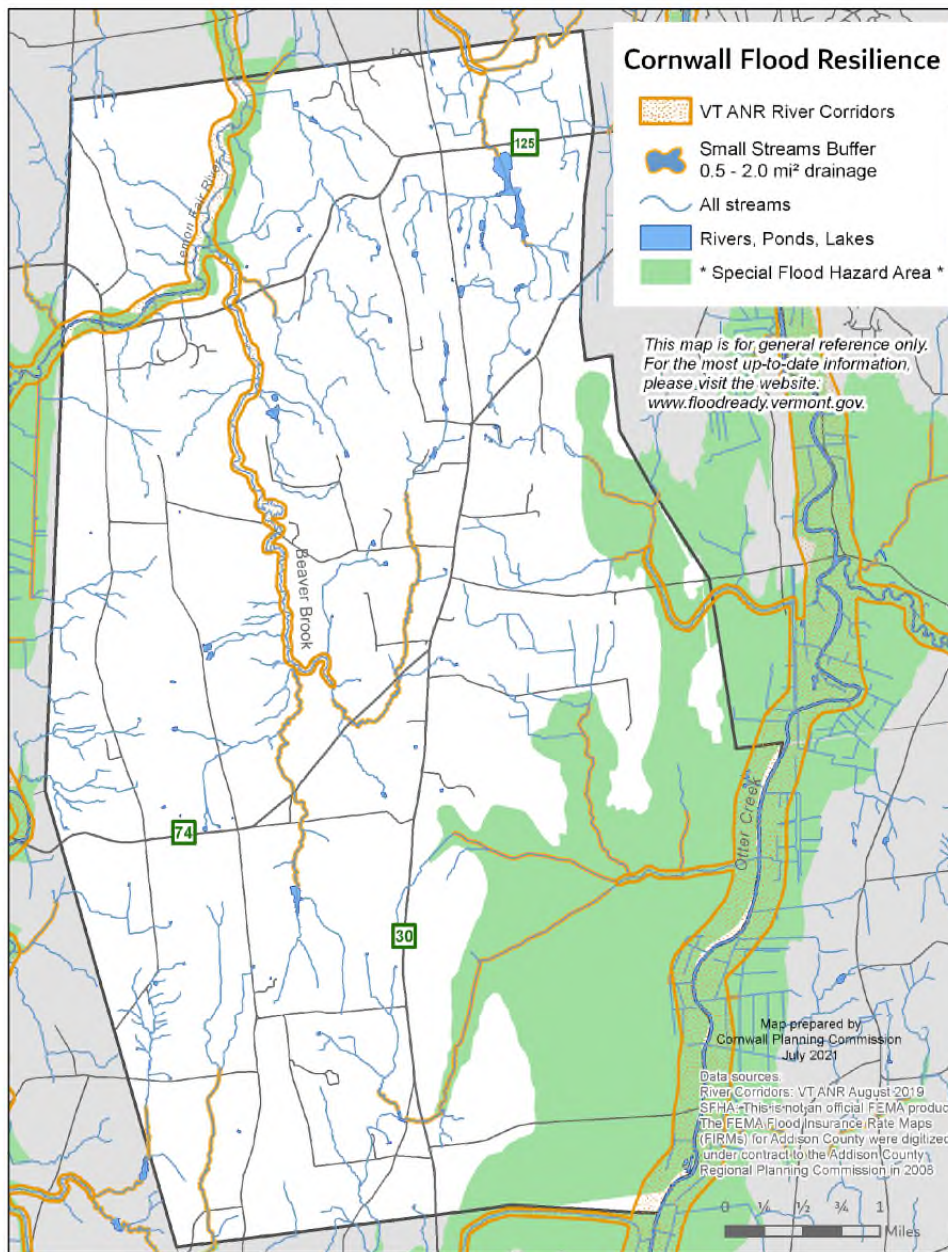 Cornwall Flood Resilience
VT ANR River Corridors
Small Streams Buffer
0.5 - 2.0 mi² drainage
All streams
Rivers, Ponds, Lakes
* Special Flood Hazard Area *
This map is for general reference only.
For the most up-to-date information,
please visit the website:
www.floodready.vermont.gov.
125
Lemon Fair River
Beaver Brook
74
Otter Creek
30
Map prepared by
Cornwall Planning Commission
July 2021
Data sources:
River Corridors: VT ANR August 2019
SFHA: This is not an official FEMA produc
The FEMA Flood Insurance Rate Maps
(FIRMs) for Addison County were digitized
under contract to the Addison County
Regional Planning Commission in 2008
0 ¼ ½ ¾ 1
Miles